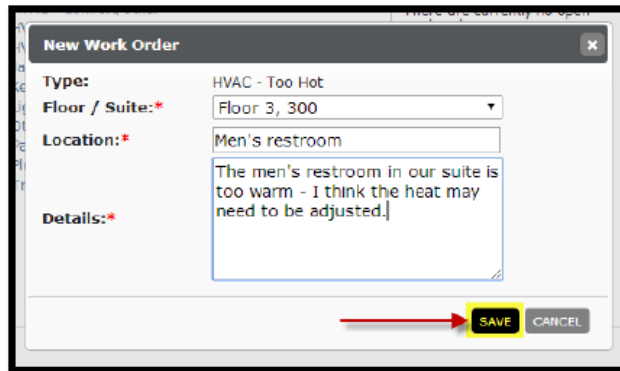 There are currently no open
New Work Order
Type: HVAC - Too Hot
Floor / Suite:* Floor 3, 300
Location:* Men's restroom
The men's restroom in our suite is
too warm - I think the heat may
need to be adjusted.
Details:*
SAVE CANCEL